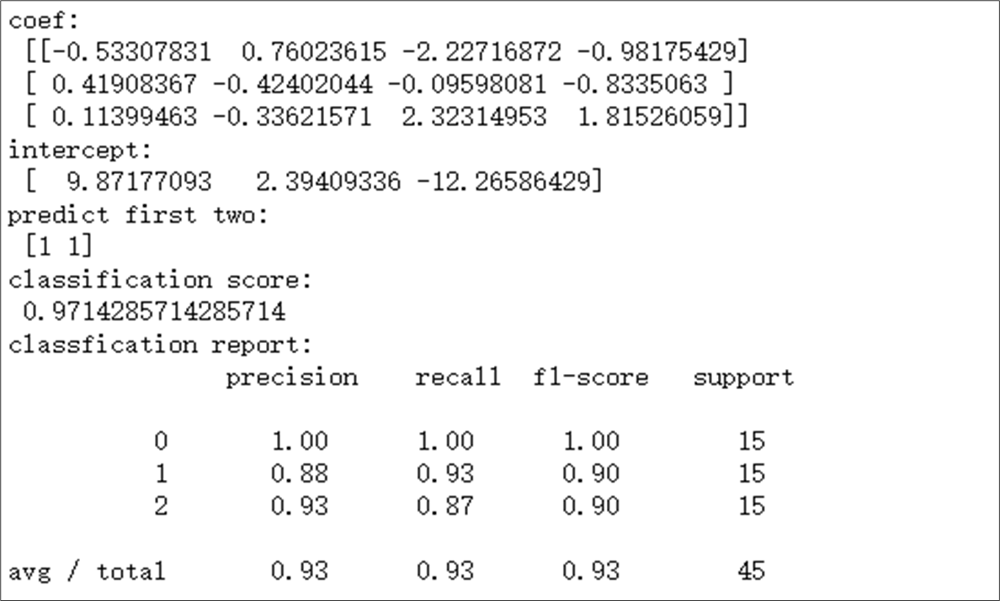 coef:
[[-0.53307831 0.76023615 -2.22716872 -0.98175429]
[ 0.41908367 -0.42402044 -0.09598081 -0.8335063 ]
[ 0.11399463 -0.33621571 2.32314953 1.81526059]]
intercept:
[ 9.87177093 2.39409336 -12.26586429]
predict first two:
[1 1]
classification score:
0.9714285714285714
classfication report:
precision recall f1-score support
0 1.00 1.00 1.00 15
1 0.88 0.93 0.90 15
2 0.93 0.87 0.90 15
avg / total 0.93 0.93 0.93 45